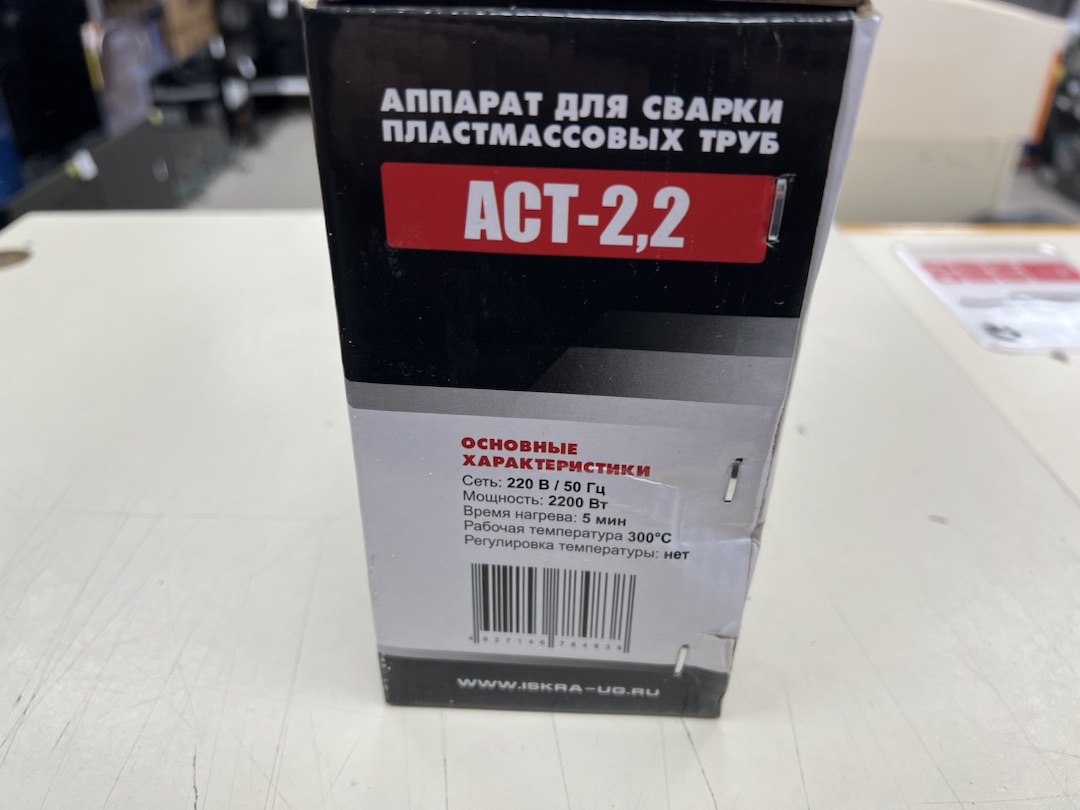 АППАРАТ ДЛЯ СВАРКИ
ПЛАСТМАССОВЫХ ТРУБ
АСТ-2,2
ОСНОВНЫЕ
ХАРАКТЕРИСТИКИ
Сеть: 220 В / 50 Гц
Мощность: 2200 Вт
Время нагрева: 5 мин
Рабочая температура 300°С
Регулировка температуры: нет
WWW.ISKRA-UG.RU